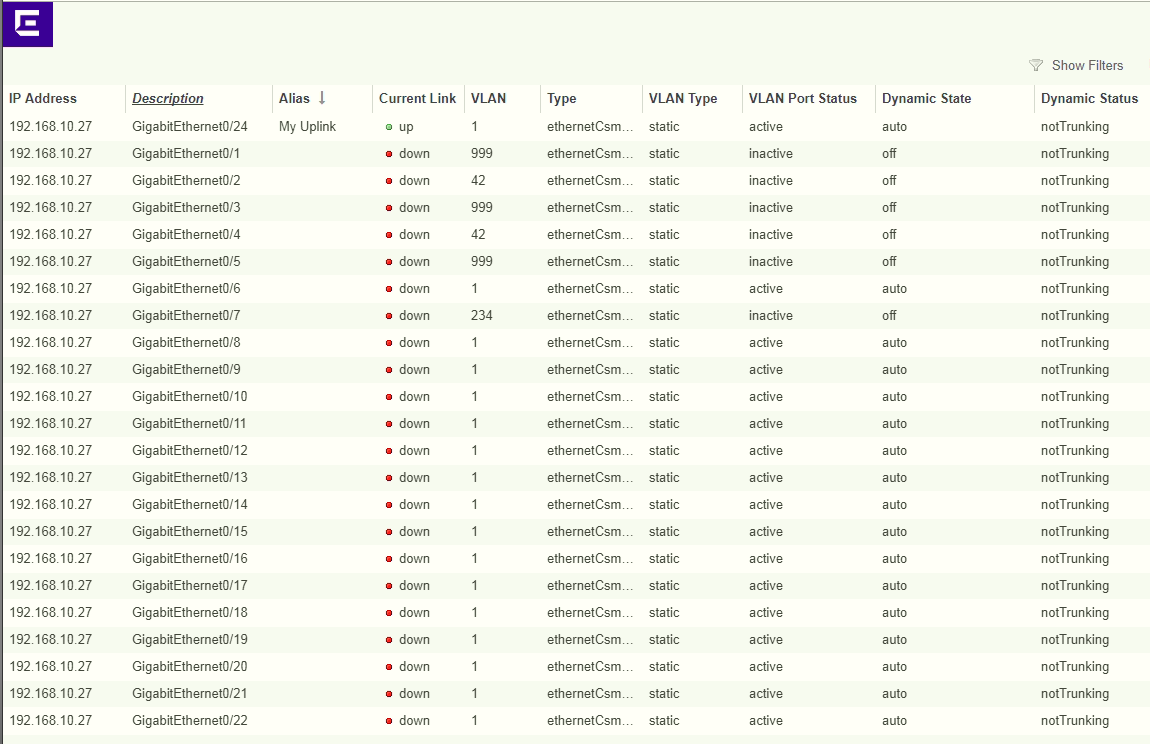 Show Filters
IP Address Description Alias ↓ Current Link VLAN Type VLAN Type VLAN Port Status Dynamic State Dynamic Status
192.168.10.27 GigabitEthernet0/24 My Uplink up 1 ethernetCsm... static active auto notTrunking
192.168.10.27 GigabitEthernet0/1 down 999 ethernetCsm... static inactive off notTrunking
192.168.10.27 GigabitEthernet0/2 down 42 ethernetCsm... static inactive off notTrunking
192.168.10.27 GigabitEthernet0/3 down 999 ethernetCsm... static inactive off notTrunking
192.168.10.27 GigabitEthernet0/4 down 42 ethernetCsm... static inactive off notTrunking
192.168.10.27 GigabitEthernet0/5 down 999 ethernetCsm... static inactive off notTrunking
192.168.10.27 GigabitEthernet0/6 down 1 ethernetCsm... static active auto notTrunking
192.168.10.27 GigabitEthernet0/7 down 234 ethernetCsm... static inactive off notTrunking
192.168.10.27 GigabitEthernet0/8 down 1 ethernetCsm... static active auto notTrunking
192.168.10.27 GigabitEthernet0/9 down 1 ethernetCsm... static active auto notTrunking
192.168.10.27 GigabitEthernet0/10 down 1 ethernetCsm... static active auto notTrunking
192.168.10.27 GigabitEthernet0/11 down 1 ethernetCsm... static active auto notTrunking
192.168.10.27 GigabitEthernet0/12 down 1 ethernetCsm... static active auto notTrunking
192.168.10.27 GigabitEthernet0/13 down 1 ethernetCsm... static active auto notTrunking
192.168.10.27 GigabitEthernet0/14 down 1 ethernetCsm... static active auto notTrunking
192.168.10.27 GigabitEthernet0/15 down 1 ethernetCsm... static active auto notTrunking
192.168.10.27 GigabitEthernet0/16 down 1 ethernetCsm... static active auto notTrunking
192.168.10.27 GigabitEthernet0/17 down 1 ethernetCsm... static active auto notTrunking
192.168.10.27 GigabitEthernet0/18 down 1 ethernetCsm... static active auto notTrunking
192.168.10.27 GigabitEthernet0/19 down 1 ethernetCsm... static active auto notTrunking
192.168.10.27 GigabitEthernet0/20 down 1 ethernetCsm... static active auto notTrunking
192.168.10.27 GigabitEthernet0/21 down 1 ethernetCsm... static active auto notTrunking
192.168.10.27 GigabitEthernet0/22 down 1 ethernetCsm... static active auto notTrunking